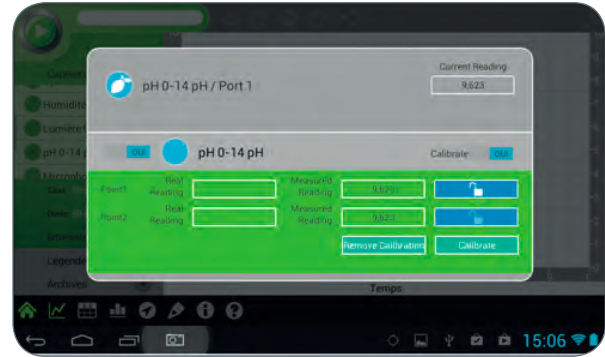 Current Reading
pH 0-14 pH / Port 1
9,623
Humidité
Lumière
OUI
pH 0-14 pH
Calibrate
OUI
pH 0-14
Microphone
Point1
Real Reading
Measured Reading
Point2
Real Reading
Measured Reading
9,623
Remove Calibration
Calibrate
Légende
Archives
Temps
15:06